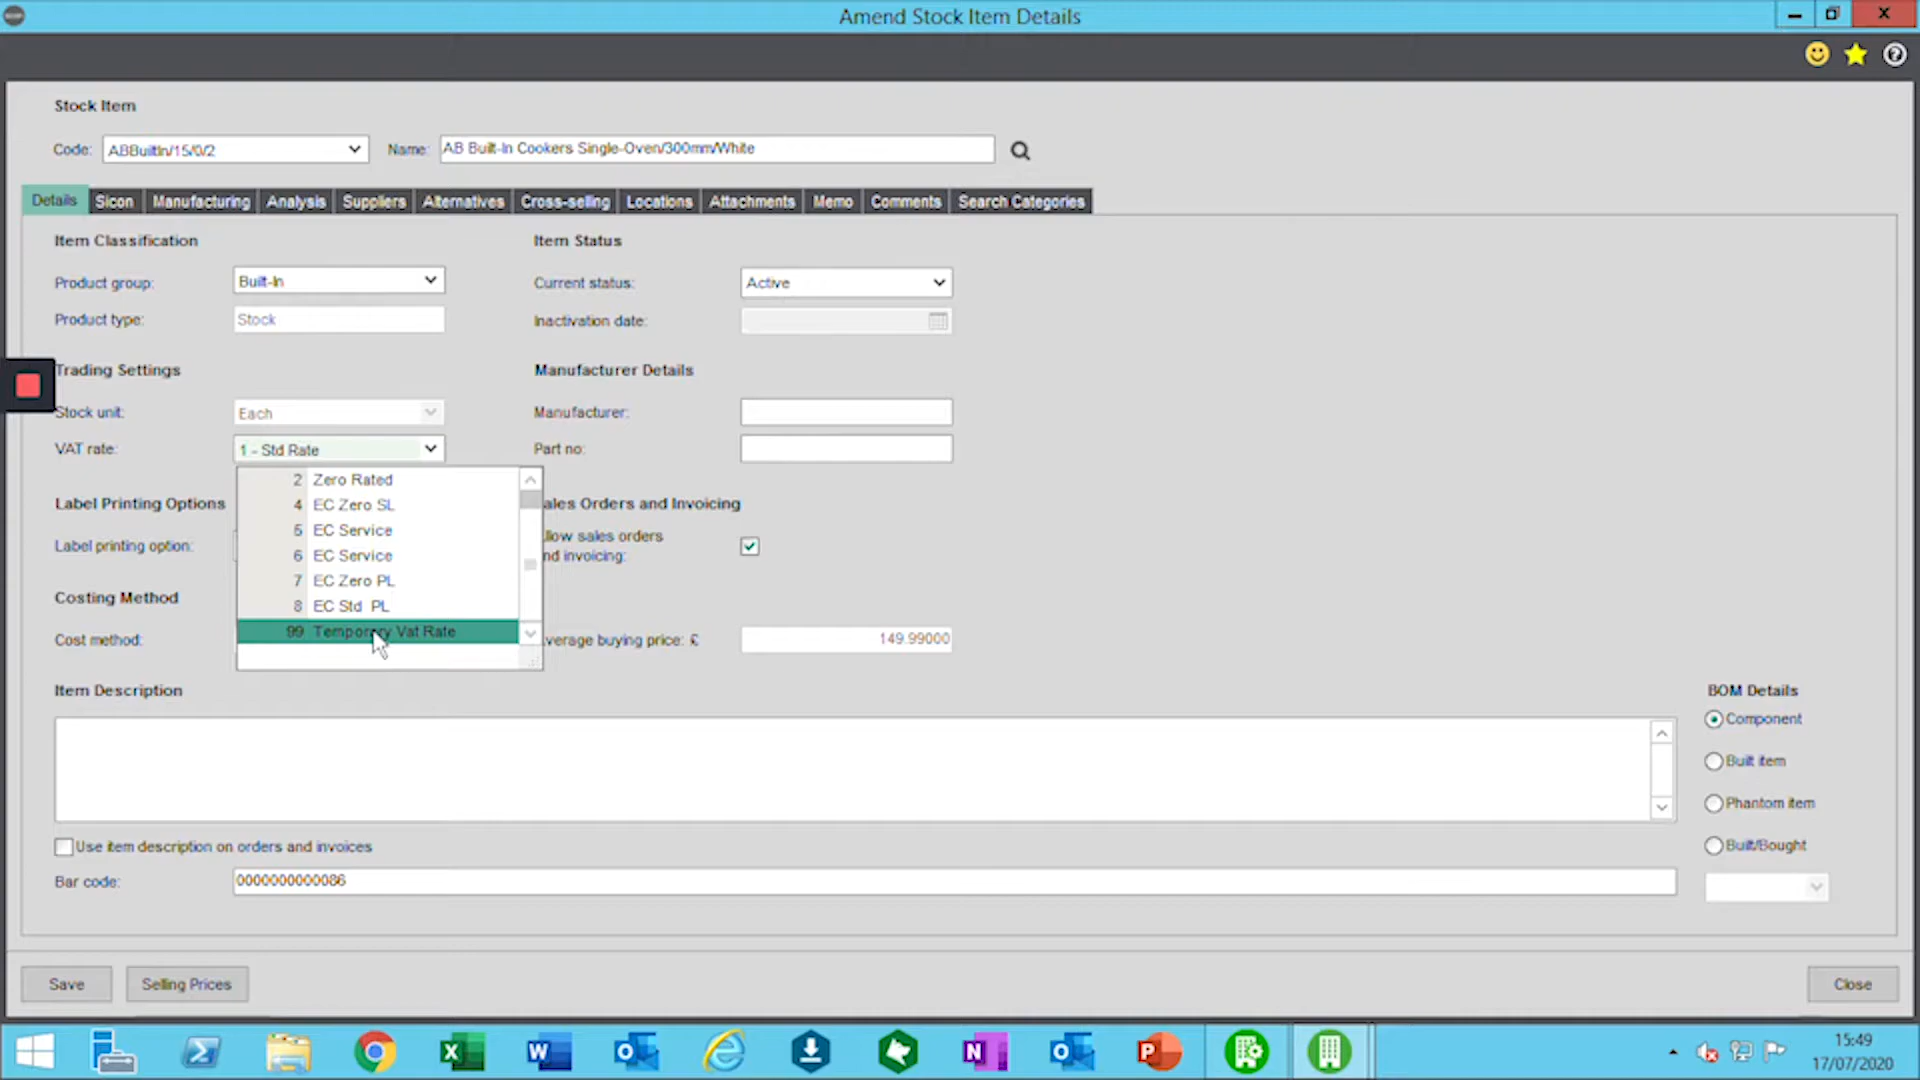 Amend Stock Item Details
Stock Item
Code: ABBuiltIn/15/0/2 Name: AB Built-In Cookers Single-Oven/300mm/White
Details Sicon Manufacturing Analysis Suppliers Alternatives Cross-selling Locations Attachments Memo Comments Search Categories
Item Classification Item Status
Product group: Built-In Current status: Active
Product type: Stock Inactivation date:
Trading Settings Manufacturer Details
Stock unit: Each Manufacturer:
VAT rate: 1 - Std Rate Part no:
2 Zero Rated
Label Printing Options 4 EC Zero SL ales Orders and Invoicing
5 EC Service llow sales orders
Label printing option: 6 EC Service nd invoicing:
7 EC Zero PL
Costing Method 8 EC Std PL
Cost method: 99 Temporary Vat Rate verage buying price: £ 149.99000
Item Description BOM Details
Component
Built item
Phantom item
Built/Bought
Use item description on orders and invoices
Bar code: 0000000000086
Save Selling Prices Close
15:49
17/07/2020